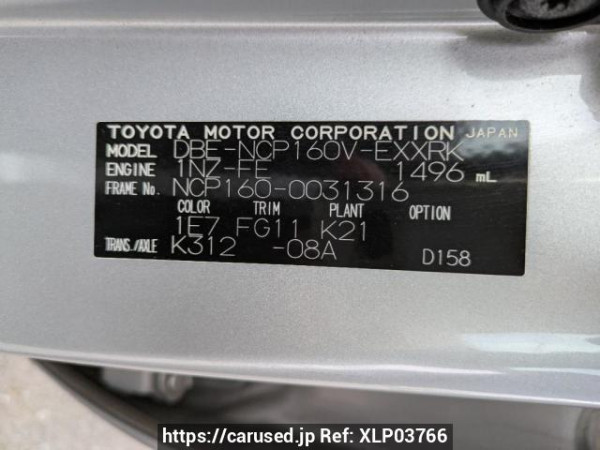 TOYOTA MOTOR CORPORATION JAPAN
MODEL DBE-NCP160V-EXXRK
ENGINE 1NZ-FE 1496 mL
FRAME No. NCP160-0031316
COLOR TRIM PLANT OPTION
1E7 FG11 K21
TRANS./AXLE K312 -08A
D158
https://carused.jp Ref: XLP03766